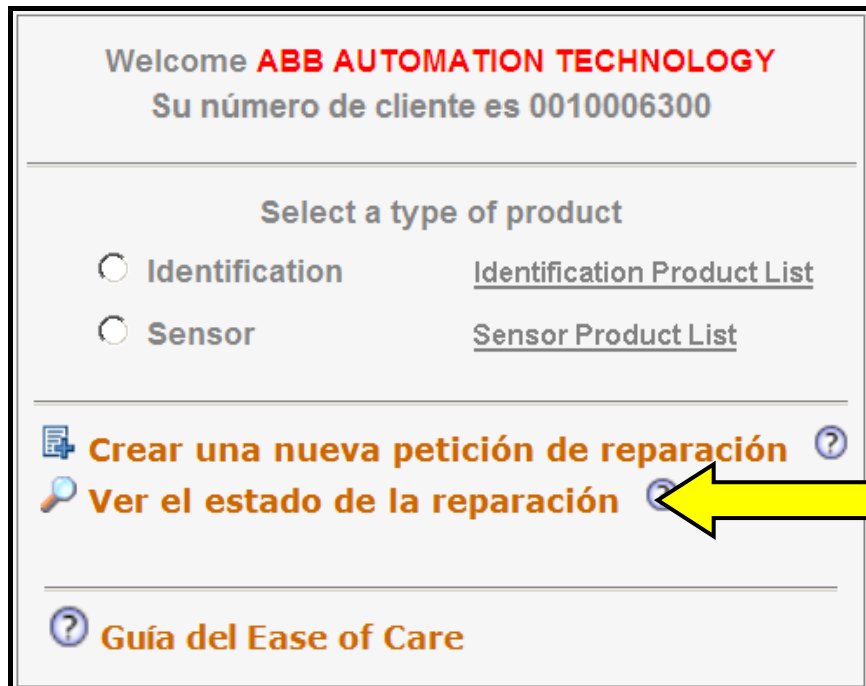 Welcome ABB AUTOMATION TECHNOLOGY
Su número de cliente es 0010006300
Select a type of product
Identification Identification Product List
Sensor Sensor Product List
Crear una nueva petición de reparación ?
Ver el estado de la reparación ?
? Guía del Ease of Care